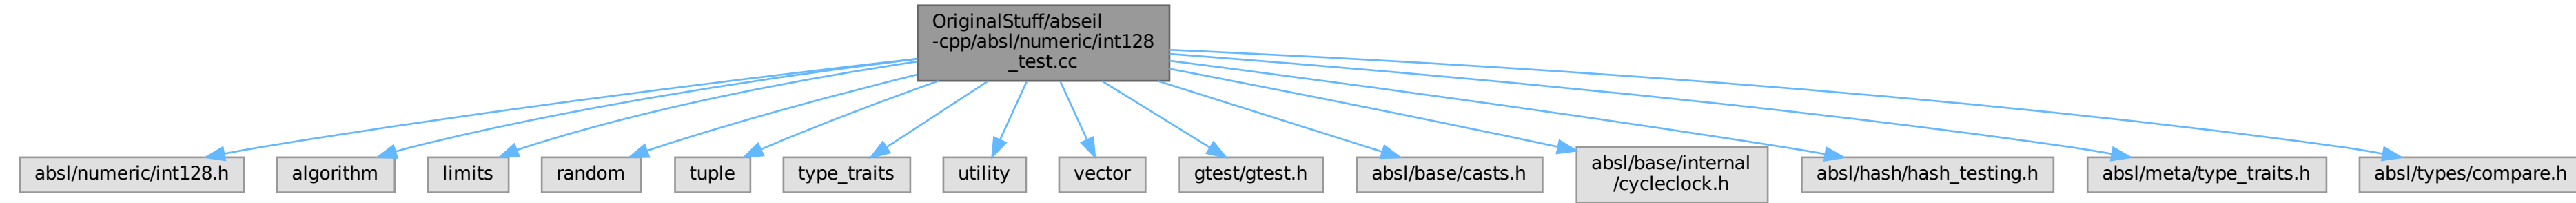 OriginalStuff/abseil
-cpp/absl/numeric/int128
_test.cc
absl/numeric/int128.h
algorithm
limits
random
tuple
type_traits
utility
vector
gtest/gtest.h
absl/base/casts.h
absl/base/internal
/cycleclock.h
absl/hash/hash_testing.h
absl/meta/type_traits.h
absl/types/compare.h